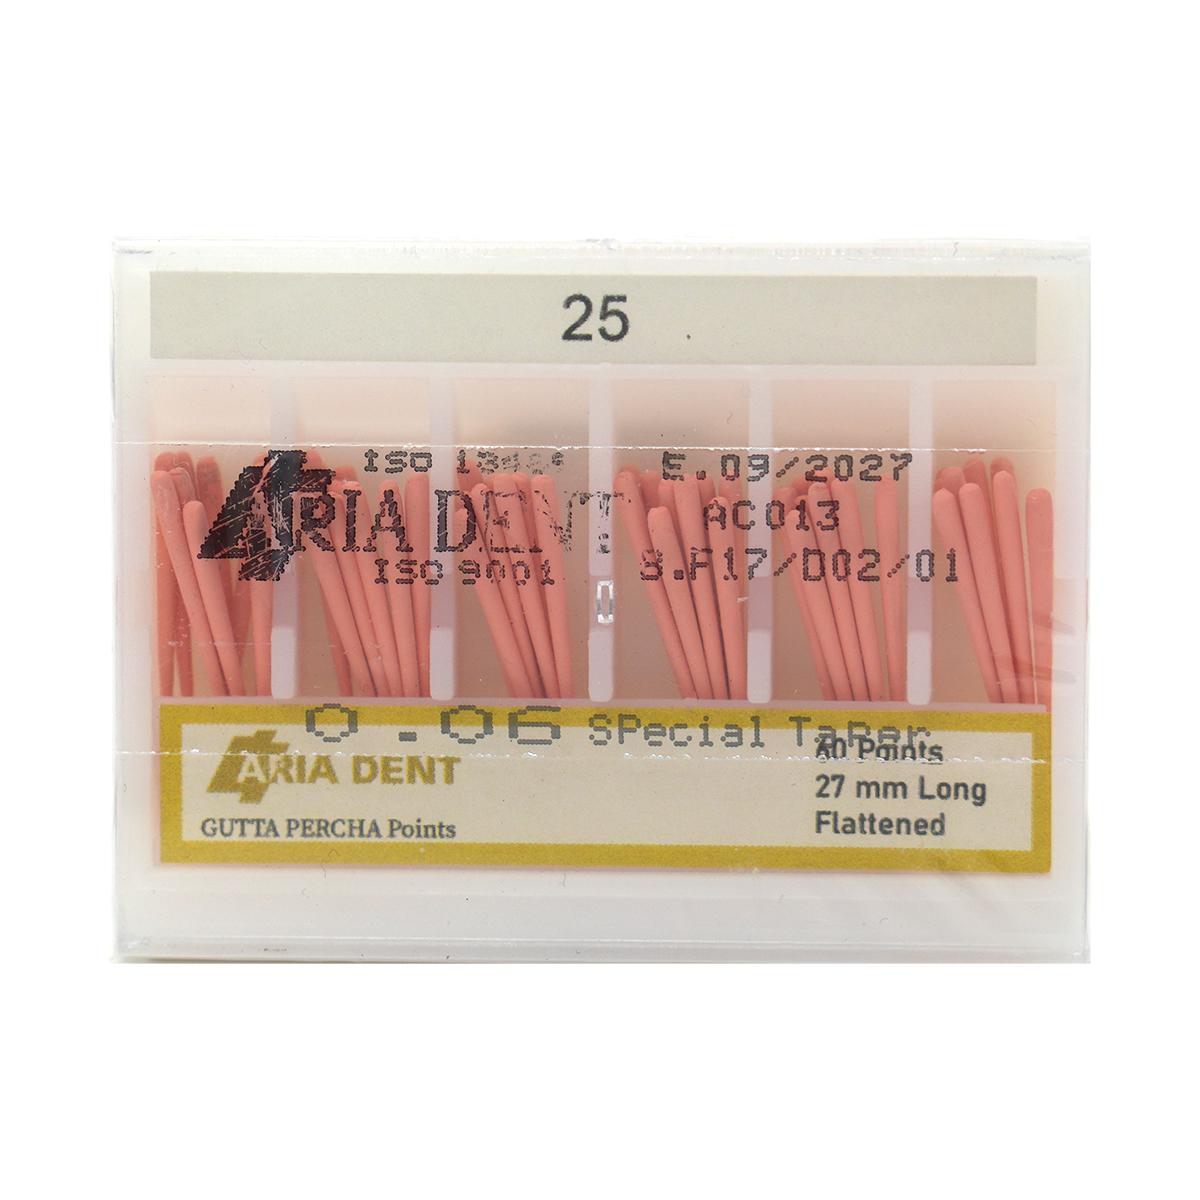 25
ISO 13485
ARIA DENT
ISO 9001
E.09/2027
AC013
B.F17/D02/01
0.06 SPecial TaPer
ARIA DENT
GUTTA PERCHA Points
60 Points
27 mm Long
Flattened